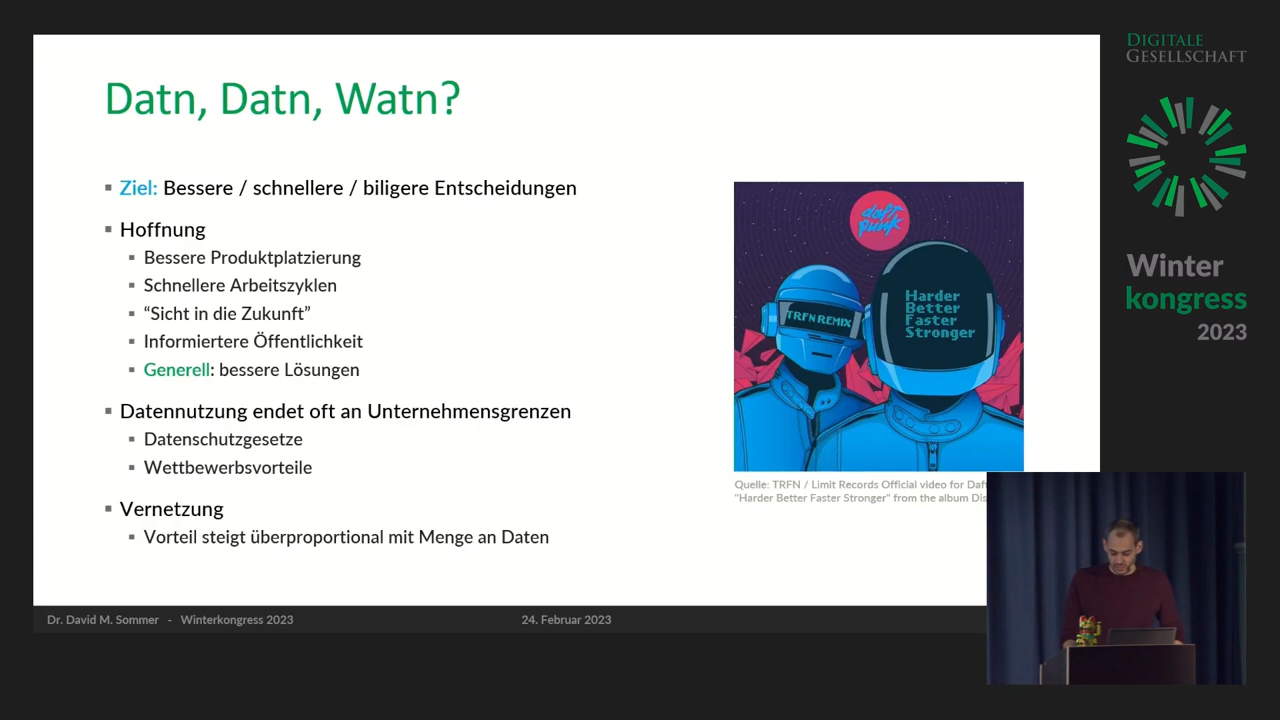 Datn, Datn, Watn?
Ziel: Bessere / schnellere / biligere Entscheidungen
Hoffnung
Bessere Produktplatzierung
Schnellere Arbeitszyklen
“Sicht in die Zukunft”
Informiertere Öffentlichkeit
Generell: bessere Lösungen
Datennutzung endet oft an Unternehmensgrenzen
Datenschutzgesetze
Wettbewerbsvorteile
Vernetzung
Vorteil steigt überproportional mit Menge an Daten
daft
punk
TRFN REMIX
Harder
Better
Faster
Stronger
Quelle: TRFN / Limit Records Official video for Daf
"Harder Better Faster Stronger" from the album Dis
Dr. David M. Sommer - Winterkongress 2023
24. Februar 2023
DIGITALE
GESELLSCHAFT
Winter
kongress
2023